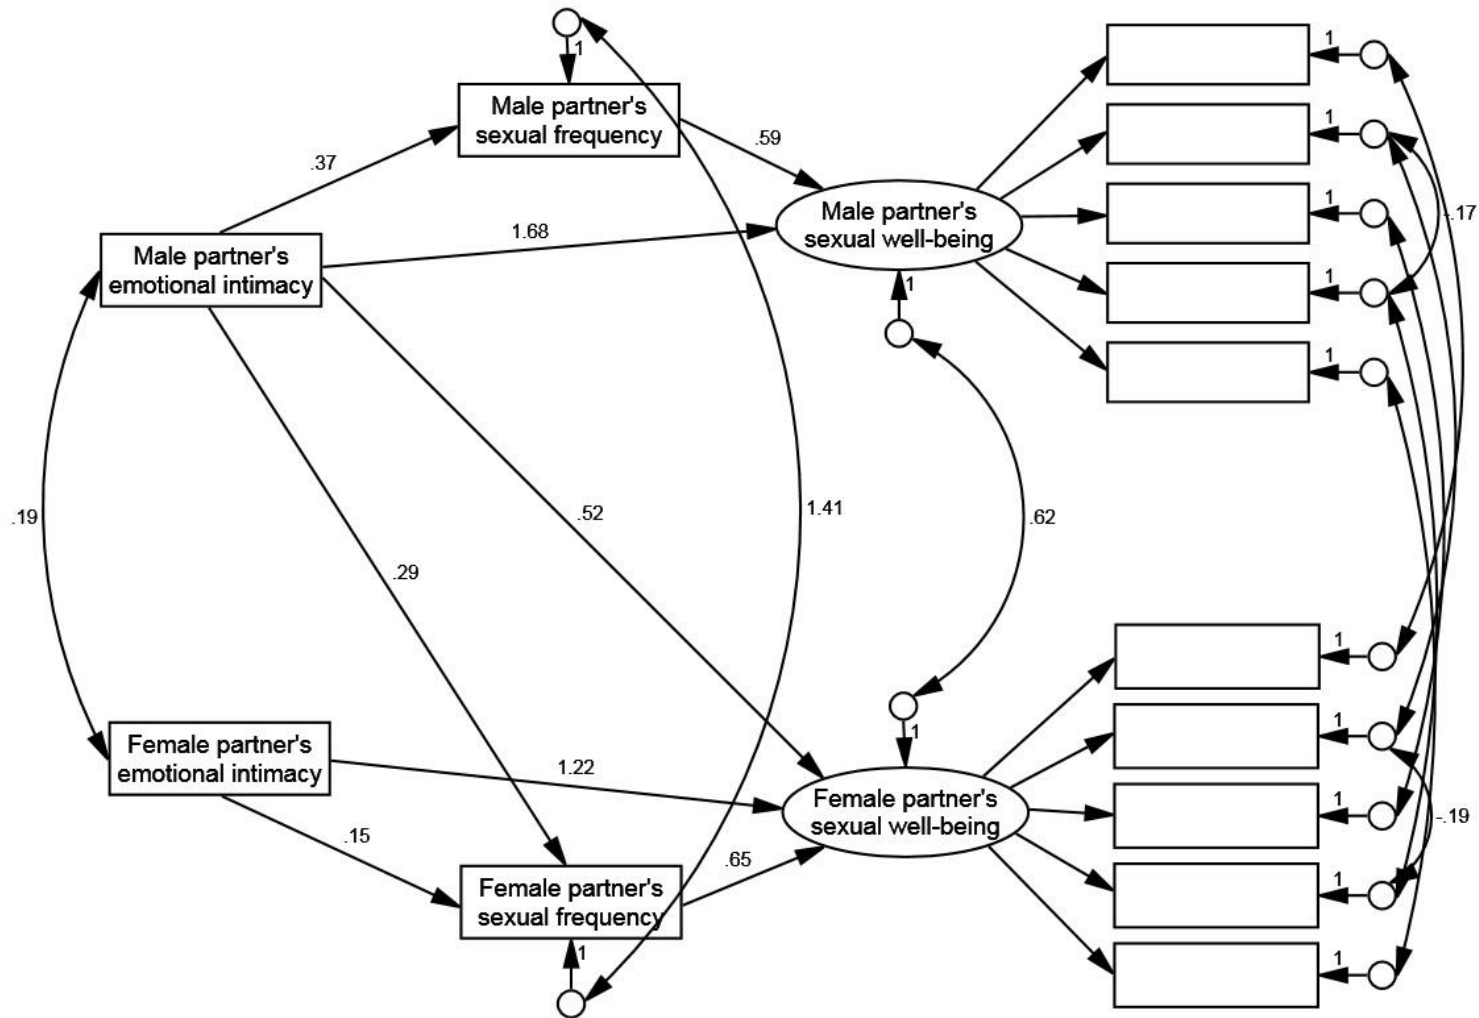 1
Male partner's
sexual frequency
.37
.59
Male partner's
emotional intimacy
1.68
Male partner's
sexual well-being
1
1
1
1
1
1
-.17
.19
.29
.52
1.41
.62
Female partner's
emotional intimacy
1.22
.15
1
Female partner's
sexual well-being
.65
Female partner's
sexual frequency
1
1
1
1
1
1
-.19